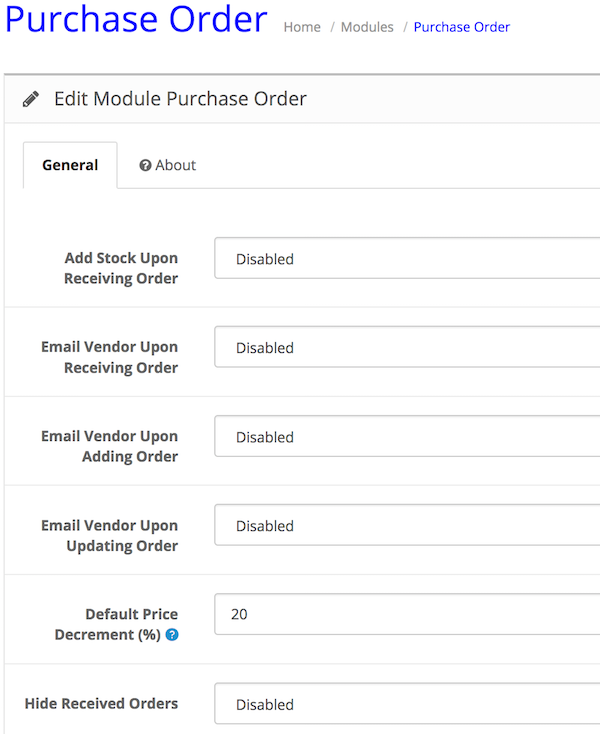 Purchase Order Home / Modules / Purchase Order
Edit Module Purchase Order
General ? About
Add Stock Upon
Receiving Order
Disabled
Email Vendor Upon
Receiving Order
Disabled
Email Vendor Upon
Adding Order
Disabled
Email Vendor Upon
Updating Order
Disabled
Default Price
Decrement (%) ?
20
Hide Received Orders
Disabled